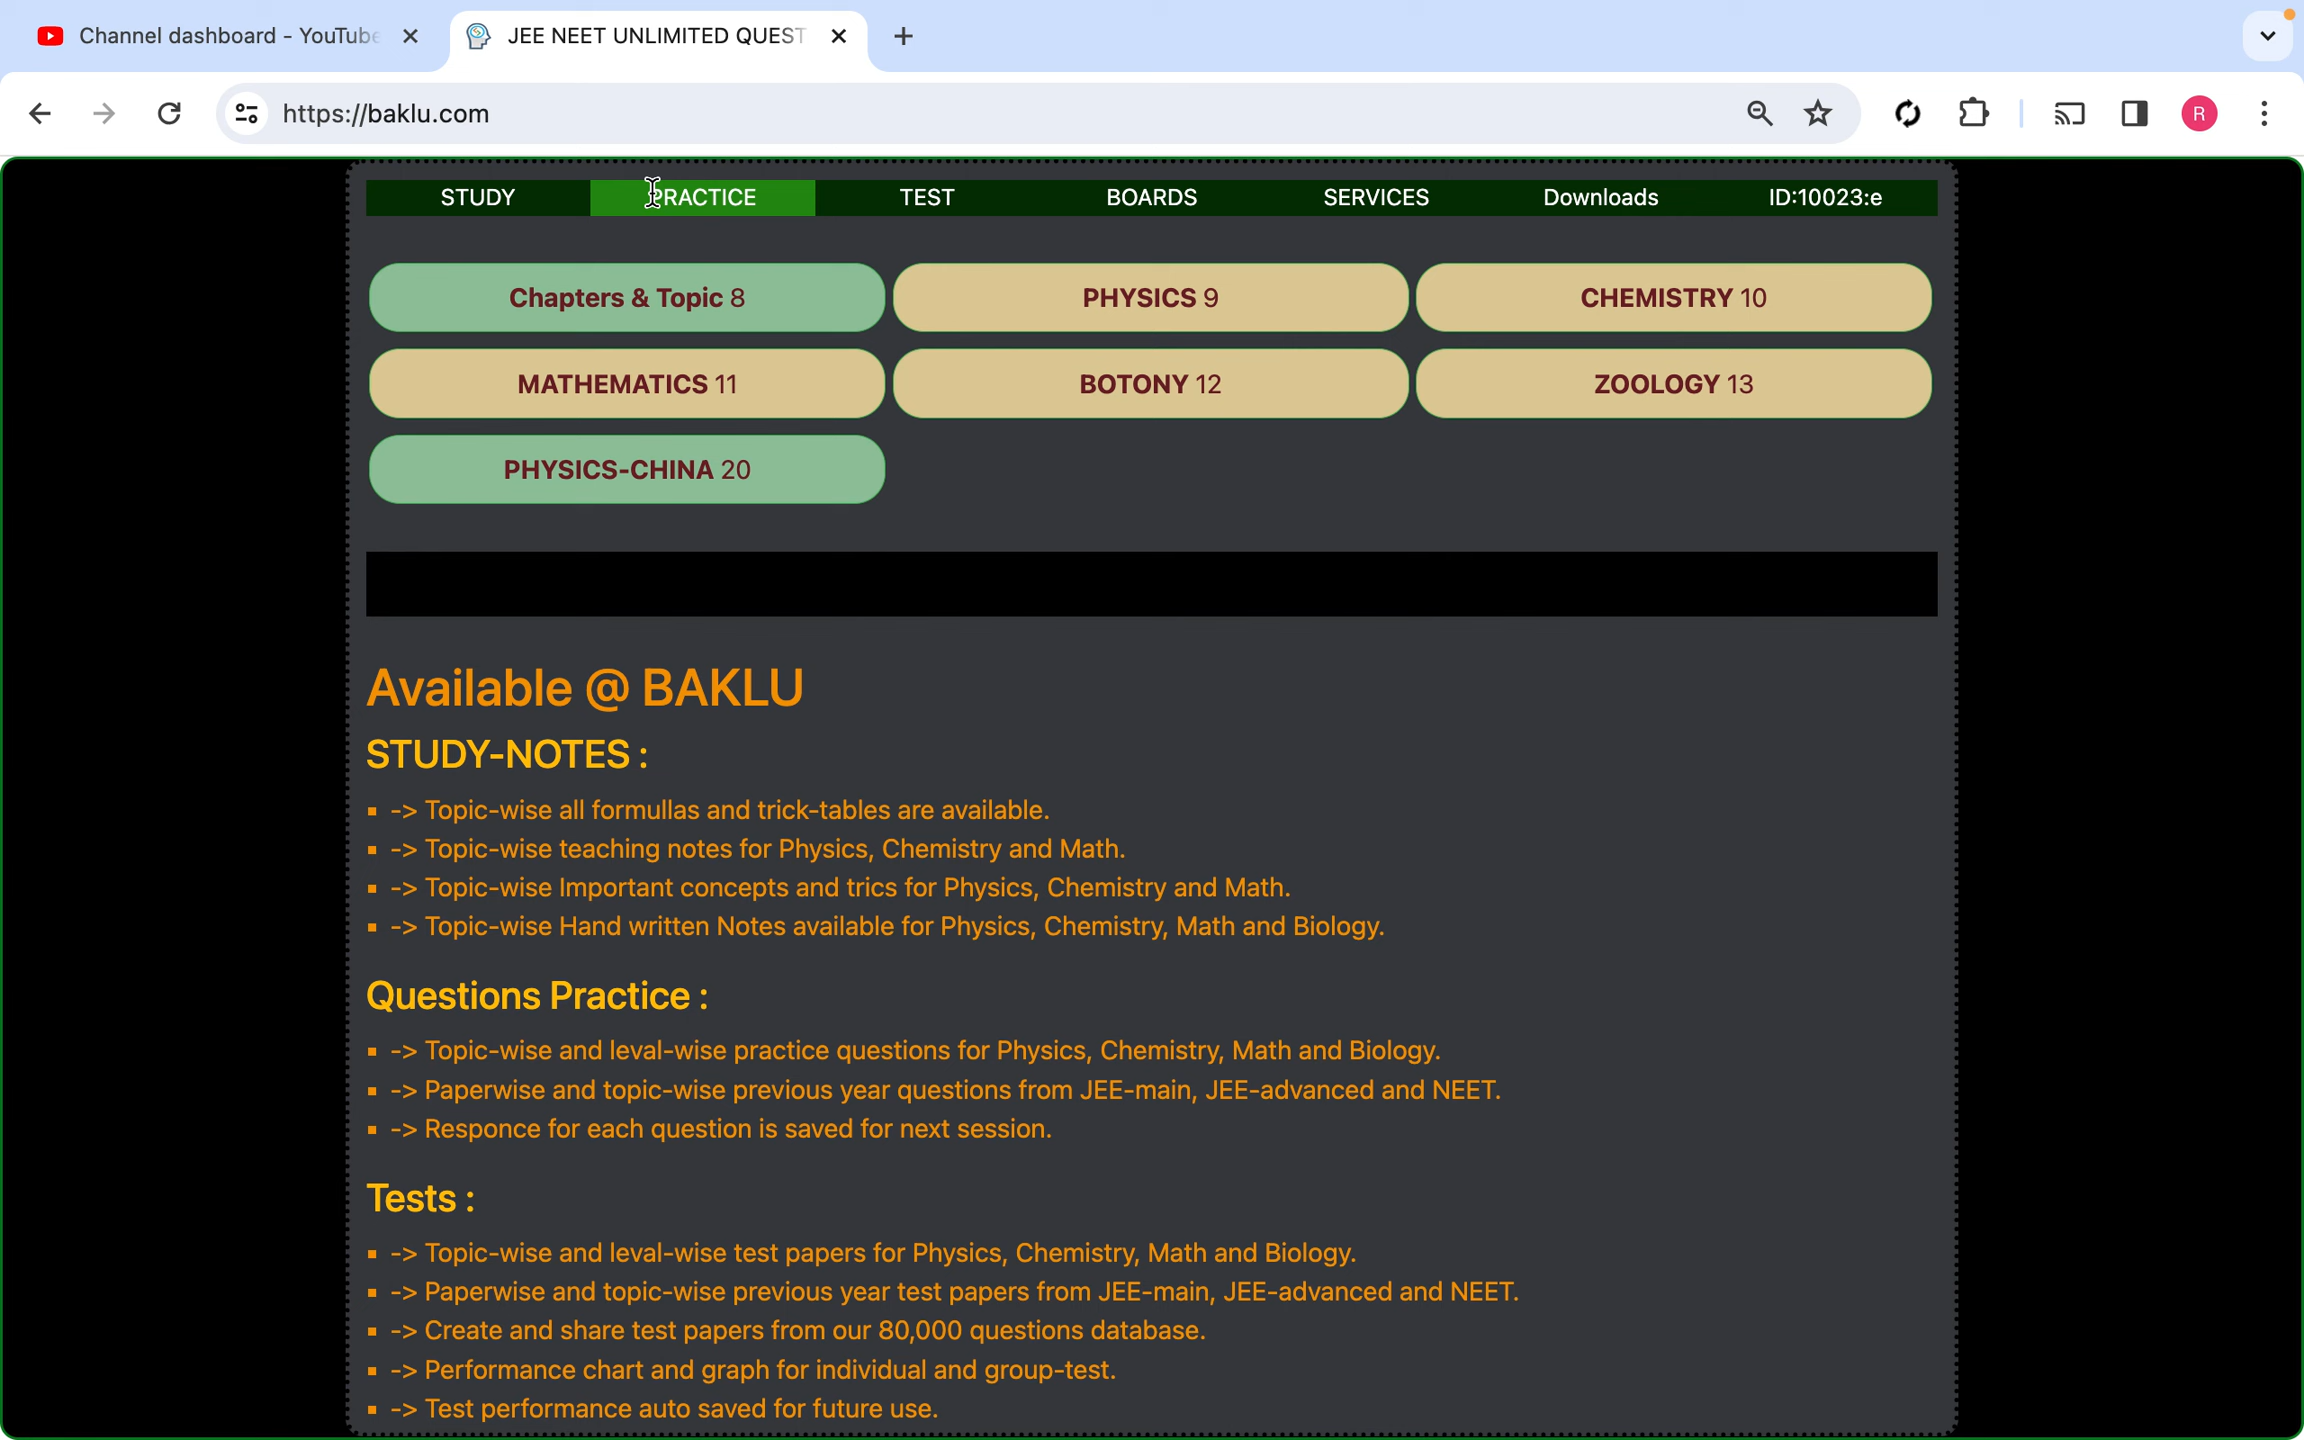 Channel dashboard - YouTube
JEE NEET UNLIMITED QUEST
https://baklu.com
R
STUDY PRACTICE TEST BOARDS SERVICES Downloads ID:10023:e
Chapters & Topic 8 PHYSICS 9 CHEMISTRY 10
MATHEMATICS 11 BOTONY 12 ZOOLOGY 13
PHYSICS-CHINA 20
Available @ BAKLU
STUDY-NOTES :
-> Topic-wise all formullas and trick-tables are available.
-> Topic-wise teaching notes for Physics, Chemistry and Math.
-> Topic-wise Important concepts and trics for Physics, Chemistry and Math.
-> Topic-wise Hand written Notes available for Physics, Chemistry, Math and Biology.
Questions Practice :
-> Topic-wise and leval-wise practice questions for Physics, Chemistry, Math and Biology.
-> Paperwise and topic-wise previous year questions from JEE-main, JEE-advanced and NEET.
-> Responce for each question is saved for next session.
Tests :
-> Topic-wise and leval-wise test papers for Physics, Chemistry, Math and Biology.
-> Paperwise and topic-wise previous year test papers from JEE-main, JEE-advanced and NEET.
-> Create and share test papers from our 80,000 questions database.
-> Performance chart and graph for individual and group-test.
-> Test performance auto saved for future use.